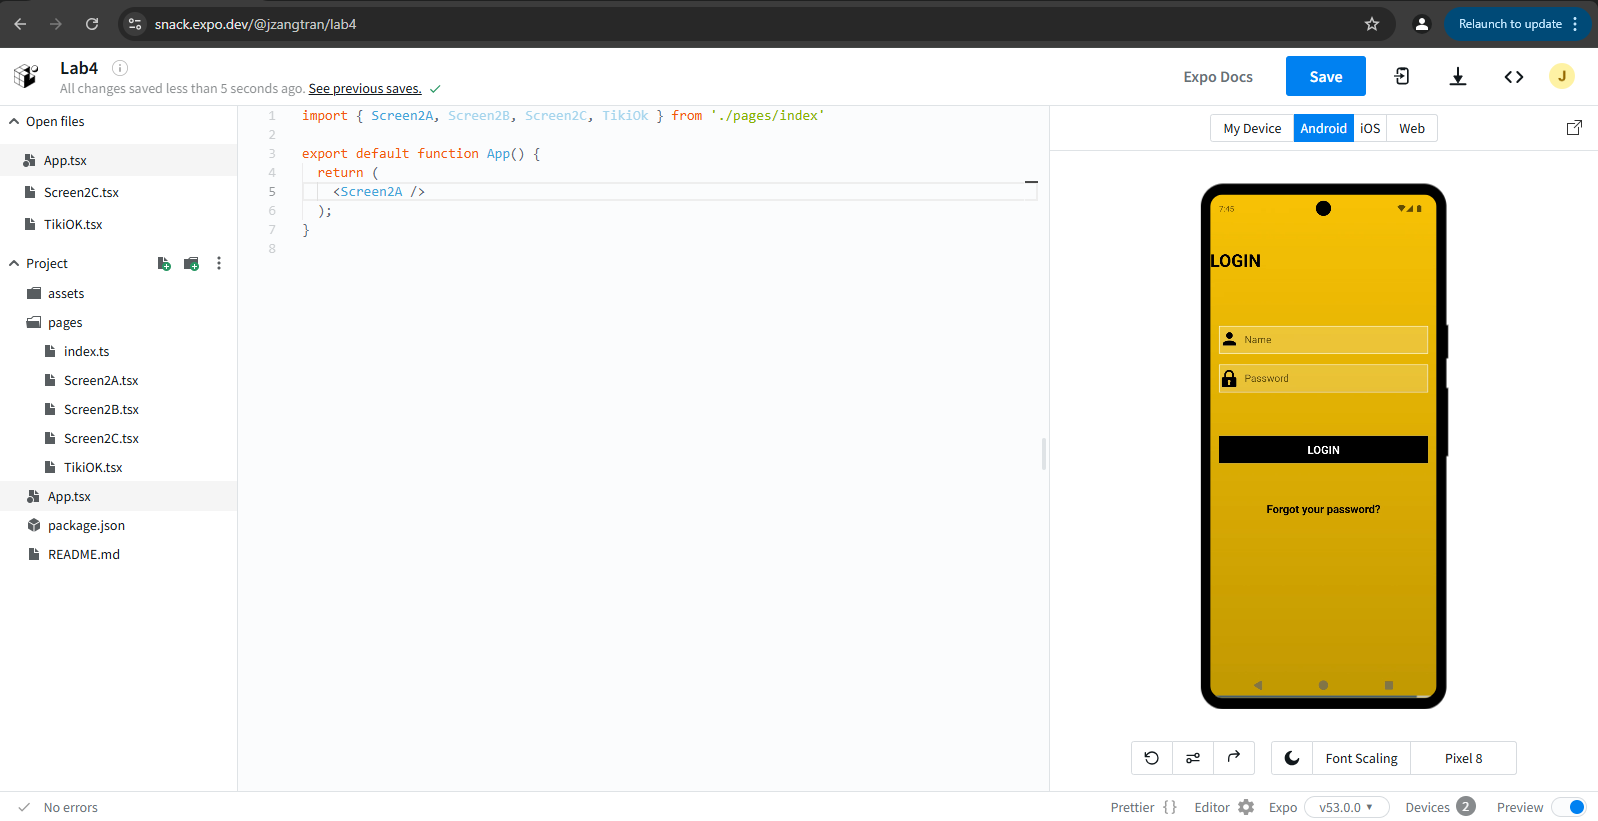 snack.expo.dev/@jzangtran/lab4
Relaunch to update
Lab4
All changes saved less than 5 seconds ago. See previous saves.
Expo Docs
Save
J
Open files
App.tsx
Screen2C.tsx
TikiOK.tsx
Project
assets
pages
index.ts
Screen2A.tsx
Screen2B.tsx
Screen2C.tsx
TikiOK.tsx
App.tsx
package.json
README.md
1 import { Screen2A, Screen2B, Screen2C, TikiOk } from './pages/index'
2
3 export default function App() {
4 return (
5 <Screen2A />
6 );
7 }
8
My Device Android iOS Web
7:45
LOGIN
Name
Password
LOGIN
Forgot your password?
Font Scaling
Pixel 8
No errors
Prettier {} Editor Expo v53.0.0 Devices 2 Preview